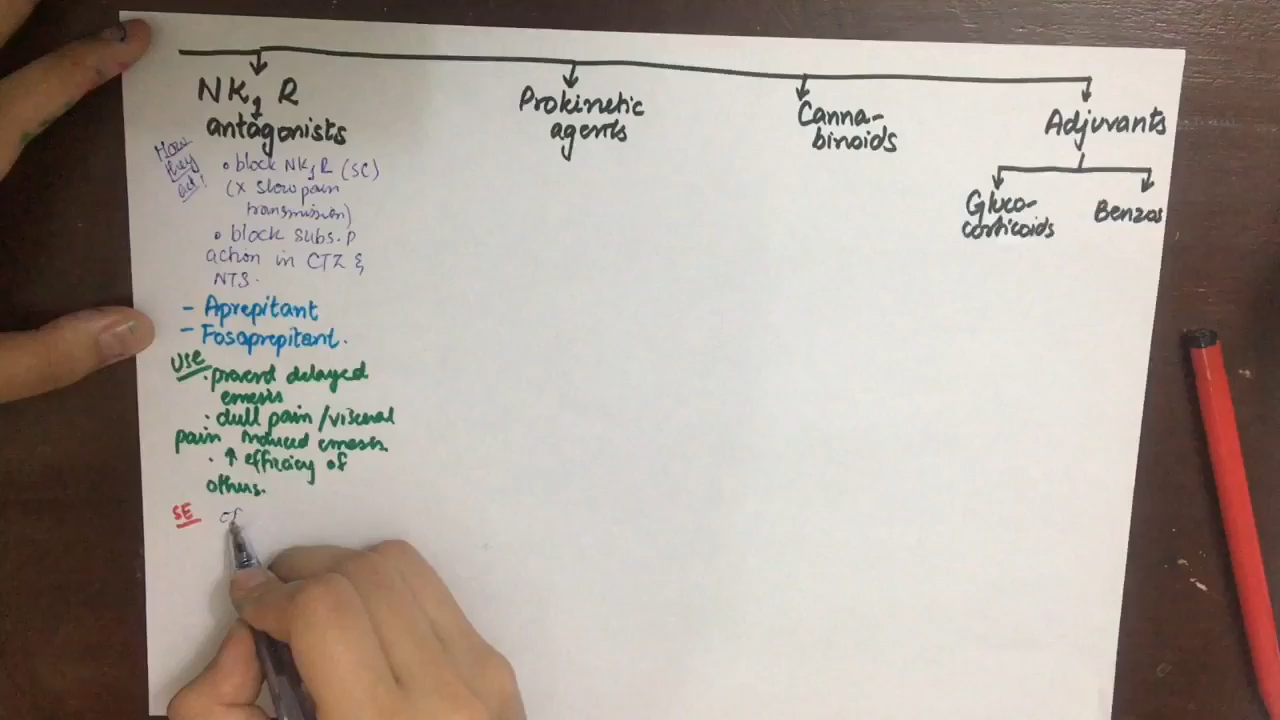 NK1 R
antagonists
Prokinetic
agents
Canna-
binoids
Adjuvants
Gluco-
corticoids
Benzos
How
they
act!
• block NK1R (SC)
(x slow pain
transmission)
• block subs. P
action in CTZ &
NTS.
- Aprepitant
- Fosaprepitant.
USE
• prevent delayed
emesis
• dull pain/visceral
pain induced emesis.
• ↑ efficacy of
others.
SE